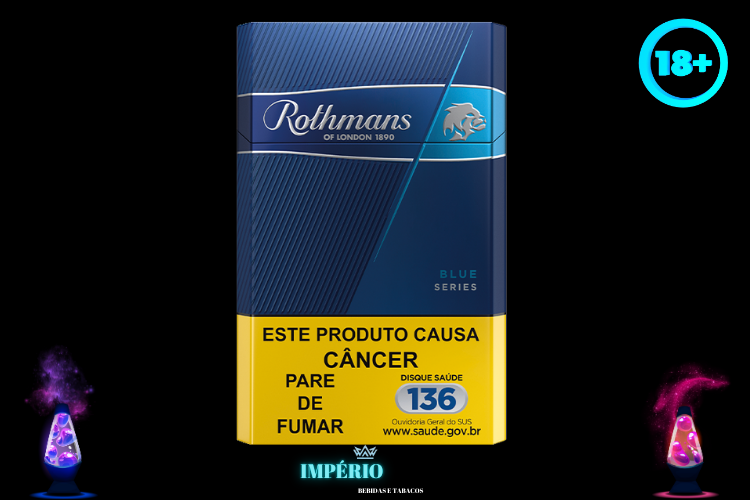 18+
Rothmans
OF LONDON 1890
BLUE
SERIES
ESTE PRODUTO CAUSA
CÂNCER
PARE
DE
FUMAR
DISQUE SAÚDE
136
Ouvidoria Geral do SUS
www.saude.gov.br
IMPÉRIO
BEBIDAS E TABACOS